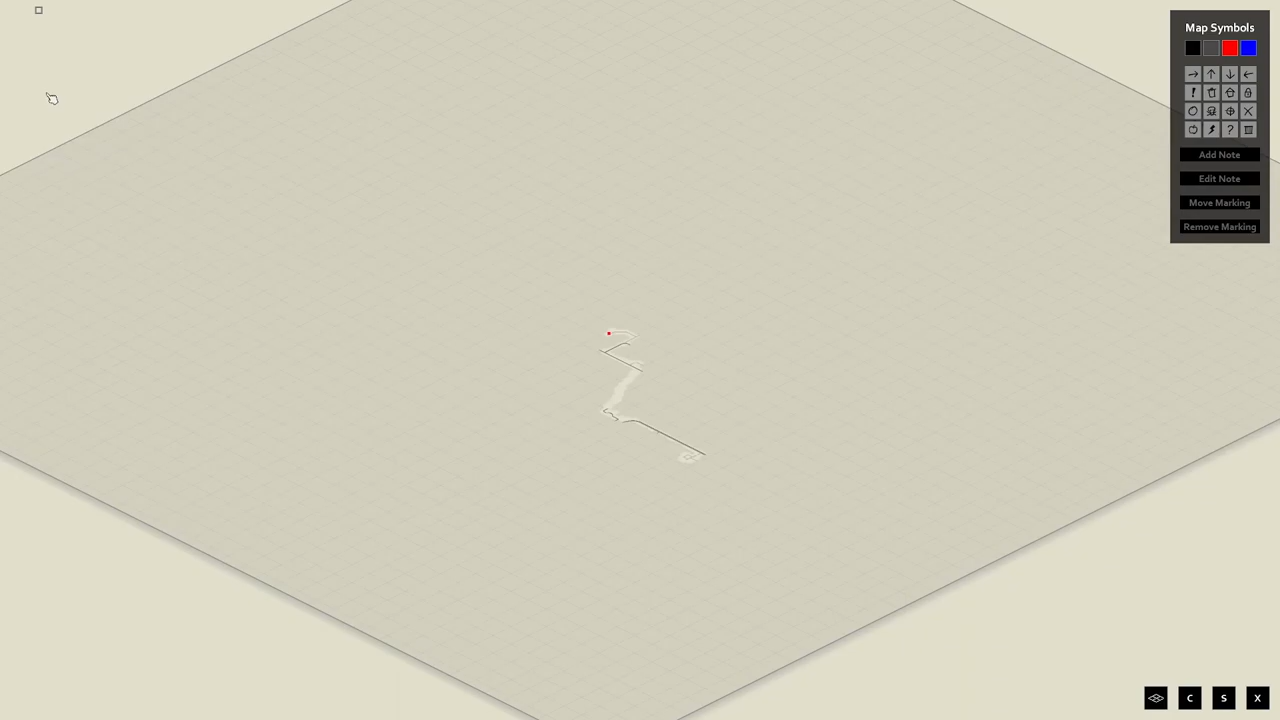 Map Symbols
Add Note
Edit Note
Move Marking
Remove Marking
C S X